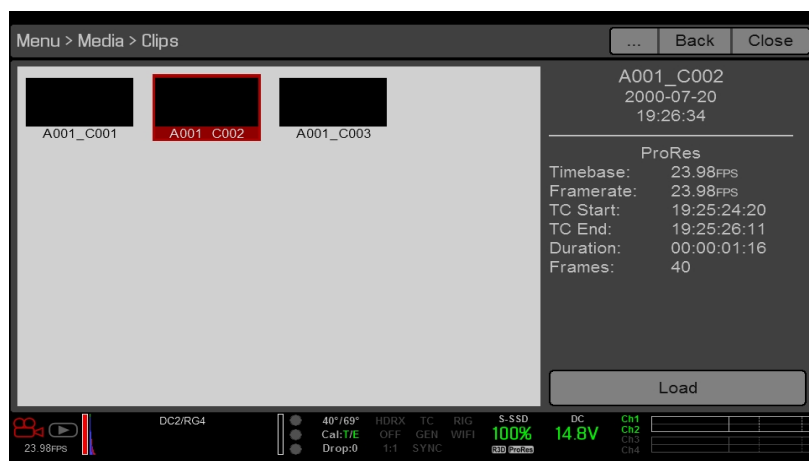 Menu > Media > Clips ... Back Close
A001_C001 A001_C002 A001_C003
A001_C002
2000-07-20
19:26:34
ProRes
Timebase: 23.98FPS
Framerate: 23.98FPS
TC Start: 19:25:24:20
TC End: 19:25:26:11
Duration: 00:00:01:16
Frames: 40
Load
23.98FPS
DC2/RG4
40°/69° HDRX TC RIG
Cal:T/E OFF GEN WIFI
Drop:0 1:1 SYNC
S-SSD
100%
R3D ProRes
DC
14.8V
Ch1
Ch2
Ch3
Ch4